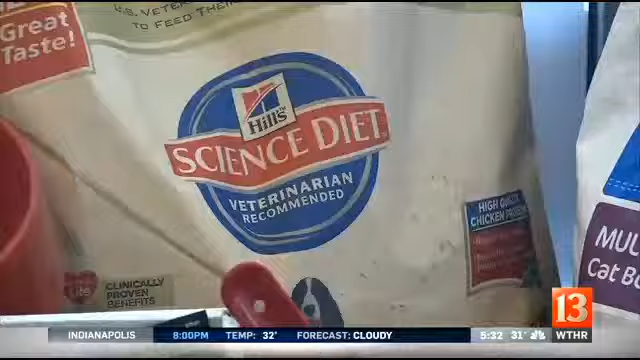 Great
Taste!
U.S. VETER
TO FEED THEI
Hill's
SCIENCE DIET
VETERINARIAN
RECOMMENDED
HIGH QUALITY
CHICKEN
CLINICALLY
PROVEN
BENEFITS
MUL
Cat
13
WTHR
INDIANAPOLIS
8:00PM
TEMP: 32°
FORECAST: CLOUDY
5:32
31°